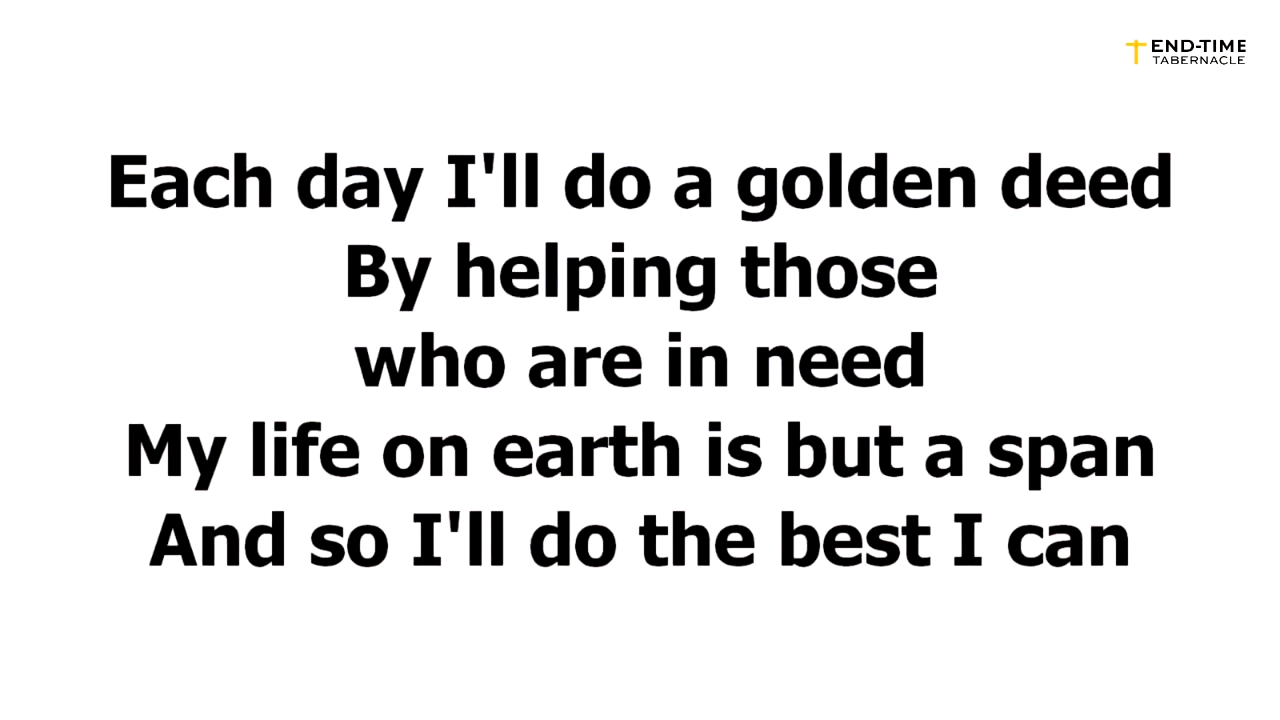 END-TIME
TABERNACLE
Each day I'll do a golden deed
By helping those
who are in need
My life on earth is but a span
And so I'll do the best I can